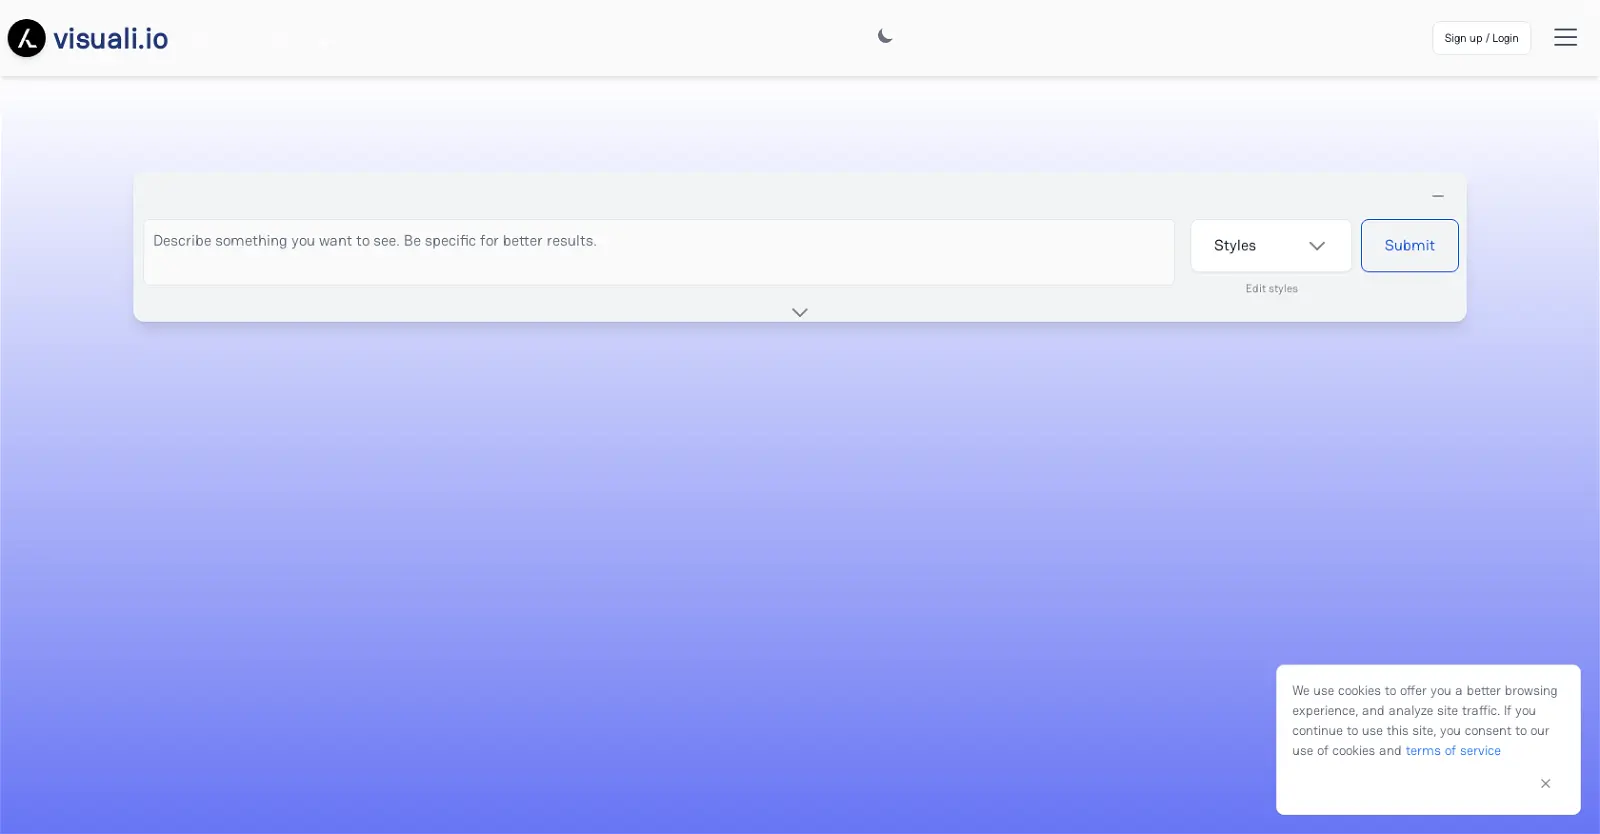 visuali.io
Sign up / Login
Describe something you want to see. Be specific for better results.
Styles
Submit
Edit styles
We use cookies to offer you a better browsing
experience, and analyze site traffic. If you
continue to use this site, you consent to our
use of cookies and terms of service